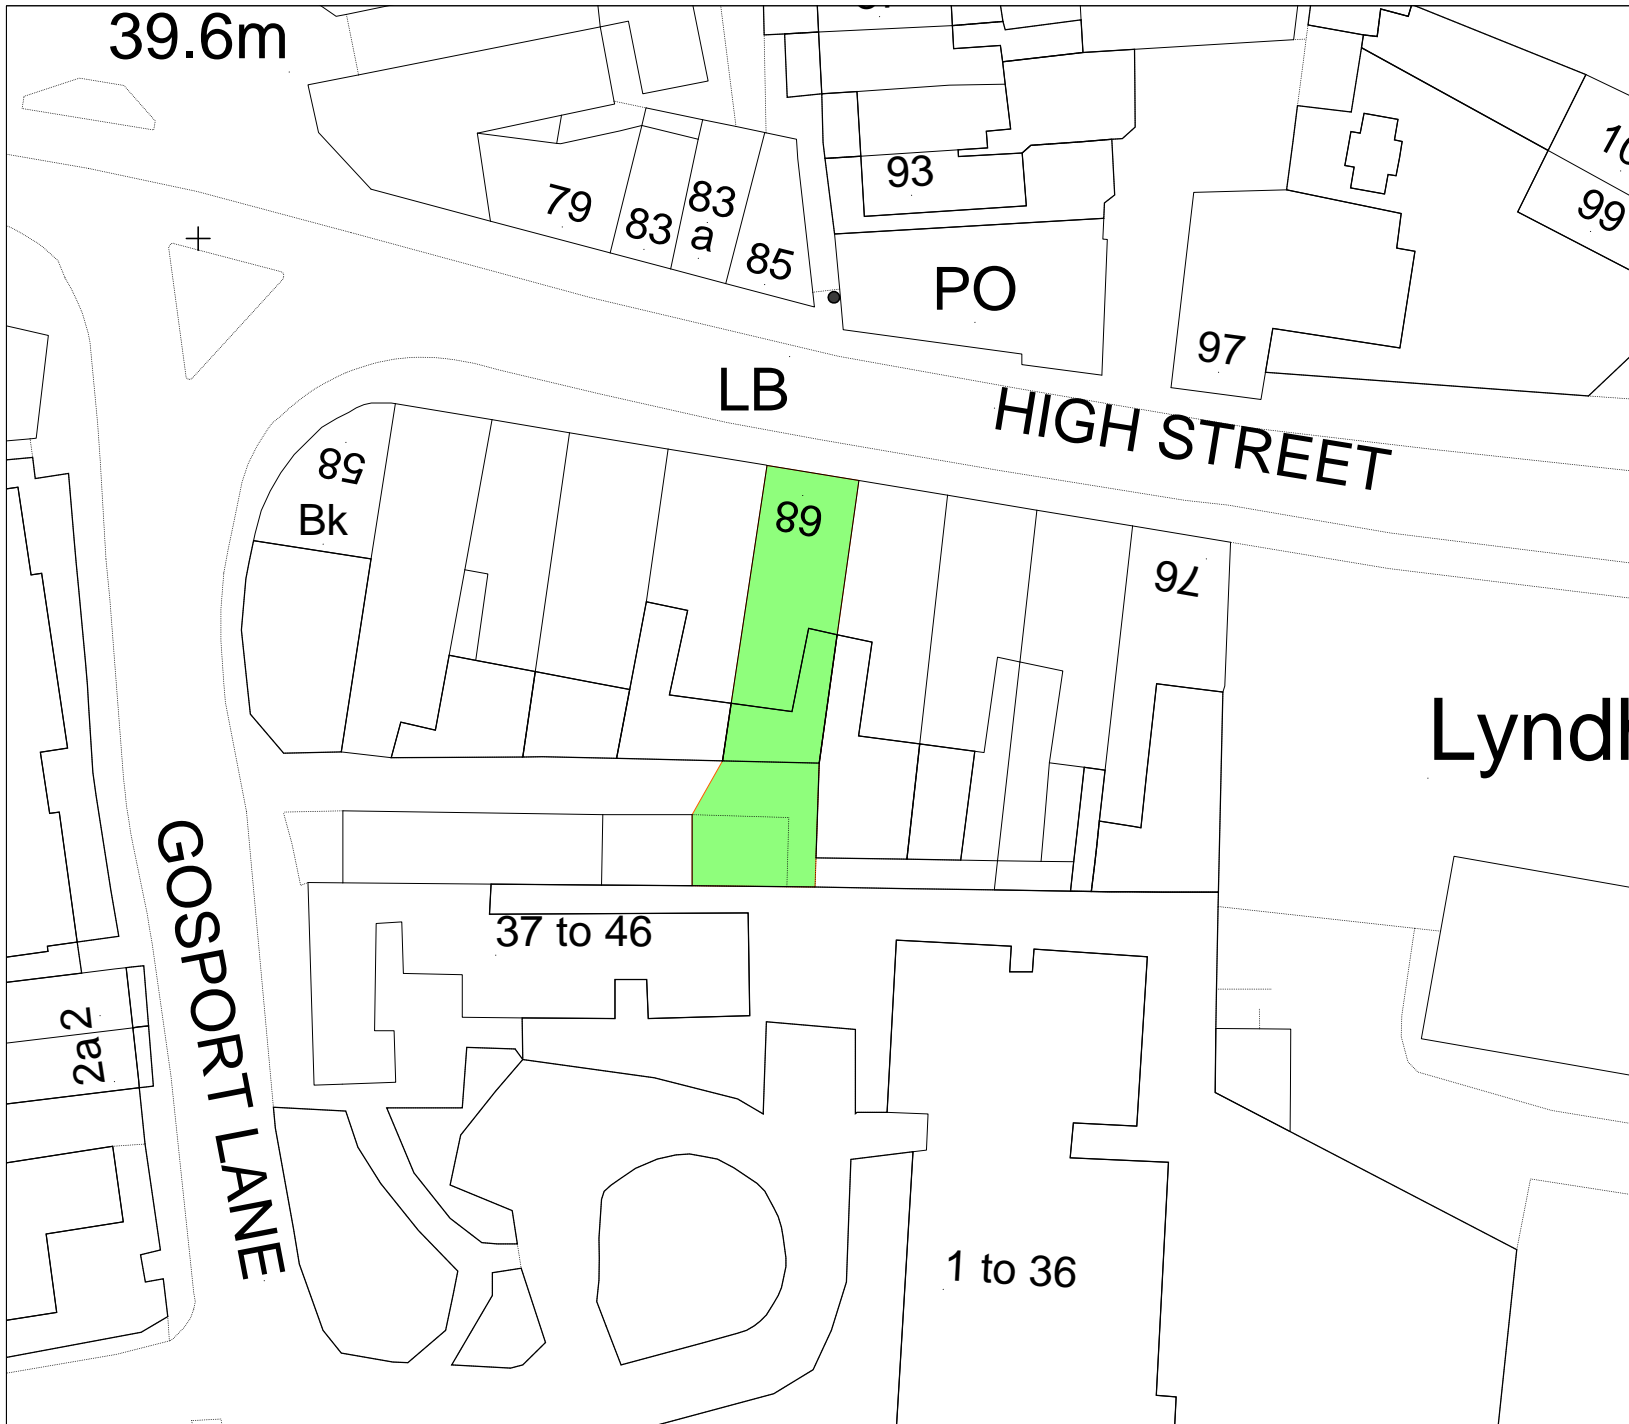 39.6m
79
83
83
a
85
93
PO
97
99
LB
HIGH STREET
58
Bk
68
76
Lyndh
GOSPORT LANE
37 to 46
2
2a
1 to 36